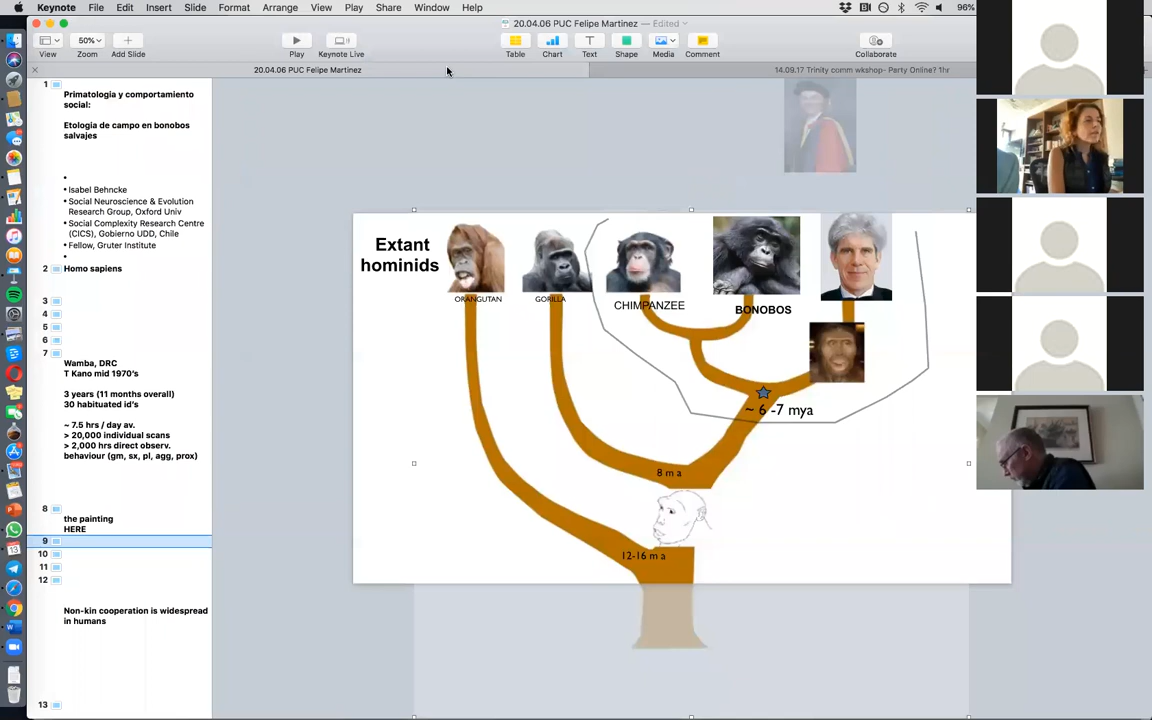 Keynote File Edit Insert Slide Format Arrange View Play Share Window Help
96%
20.04.06 PUC Felipe Martinez — Edited
50%
View Zoom Add Slide Play Keynote Live Table Chart Text Shape Media Comment Collaborate
20.04.06 PUC Felipe Martinez
14.09.17 Trinity comm wkshop- Party Online? 1hr
1
Primatologia y comportamiento
social:
Etologia de campo en bonobos
salvajes
•
• Isabel Behncke
• Social Neuroscience & Evolution
Research Group, Oxford Univ
• Social Complexity Research Centre
(CICS), Gobierno UDD, Chile
• Fellow, Gruter Institute
•
2 Homo sapiens
3
4
5
6
7
Wamba, DRC
T Kano mid 1970's
3 years (11 months overall)
30 habituated id's
~ 7.5 hrs / day av.
> 20,000 individual scans
> 2,000 hrs direct observ.
behaviour (gm, sx, pl, agg, prox)
8
the painting
HERE
9
10
11
12
Non-kin cooperation is widespread
in humans
13
Extant
hominids
ORANGUTAN
GORILLA
CHIMPANZEE
BONOBOS
~ 6 -7 mya
8 m a
12-16 m a